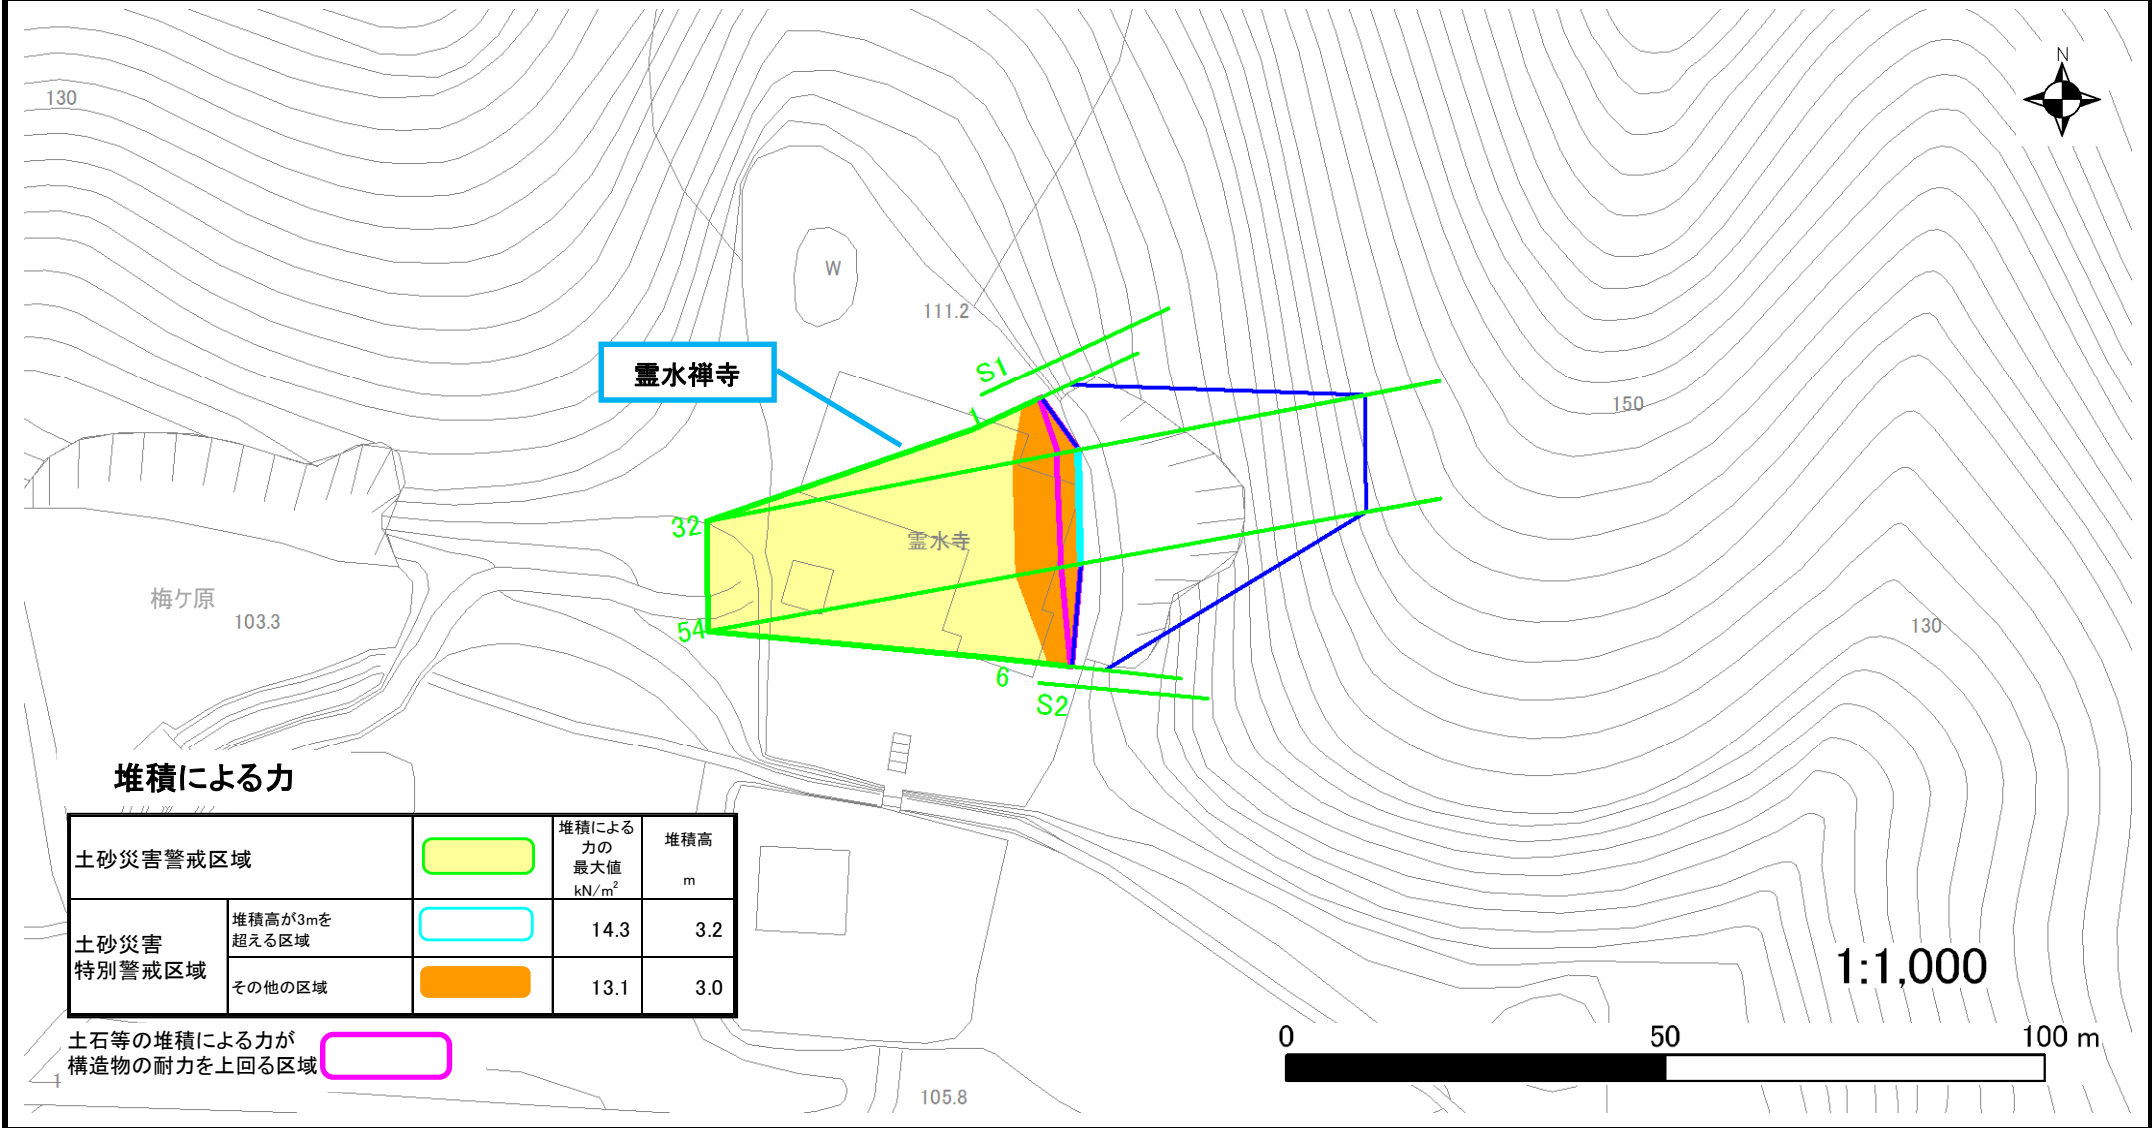 N
130
W
111.2
S1
霊水禅寺
1
150
32
霊水寺
梅ケ原
103.3
54
130
6
S2
堆積による力
土砂災害警戒区域
堆積による
力の
最大値
kN/m²
堆積高
m
土砂災害
特別警戒区域
堆積高が3mを
超える区域
14.3
3.2
その他の区域
13.1
3.0
1:1,000
土石等の堆積による力が
構造物の耐力を上回る区域
0
50
100 m
1
105.8